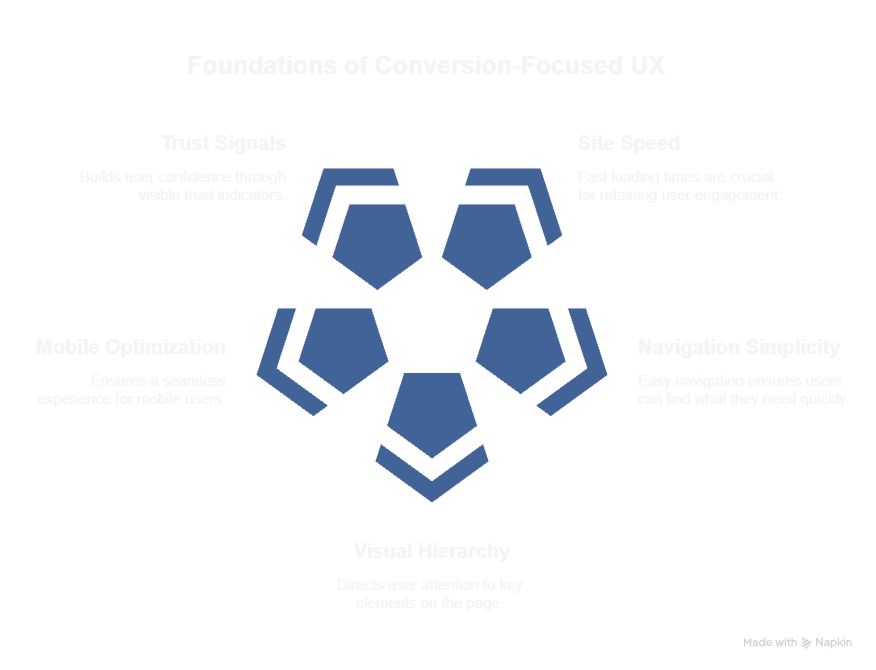 Foundations of Conversion-Focused UX
Trust Signals
Builds user confidence through
visible trust indicators.
Site Speed
Fast loading times are crucial
for retaining user engagement.
Mobile Optimization
Ensures a seamless
experience for mobile users.
Navigation Simplicity
Easy navigation ensures users
can find what they need quickly.
Visual Hierarchy
Directs user attention to key
elements on the page.
Made with Napkin